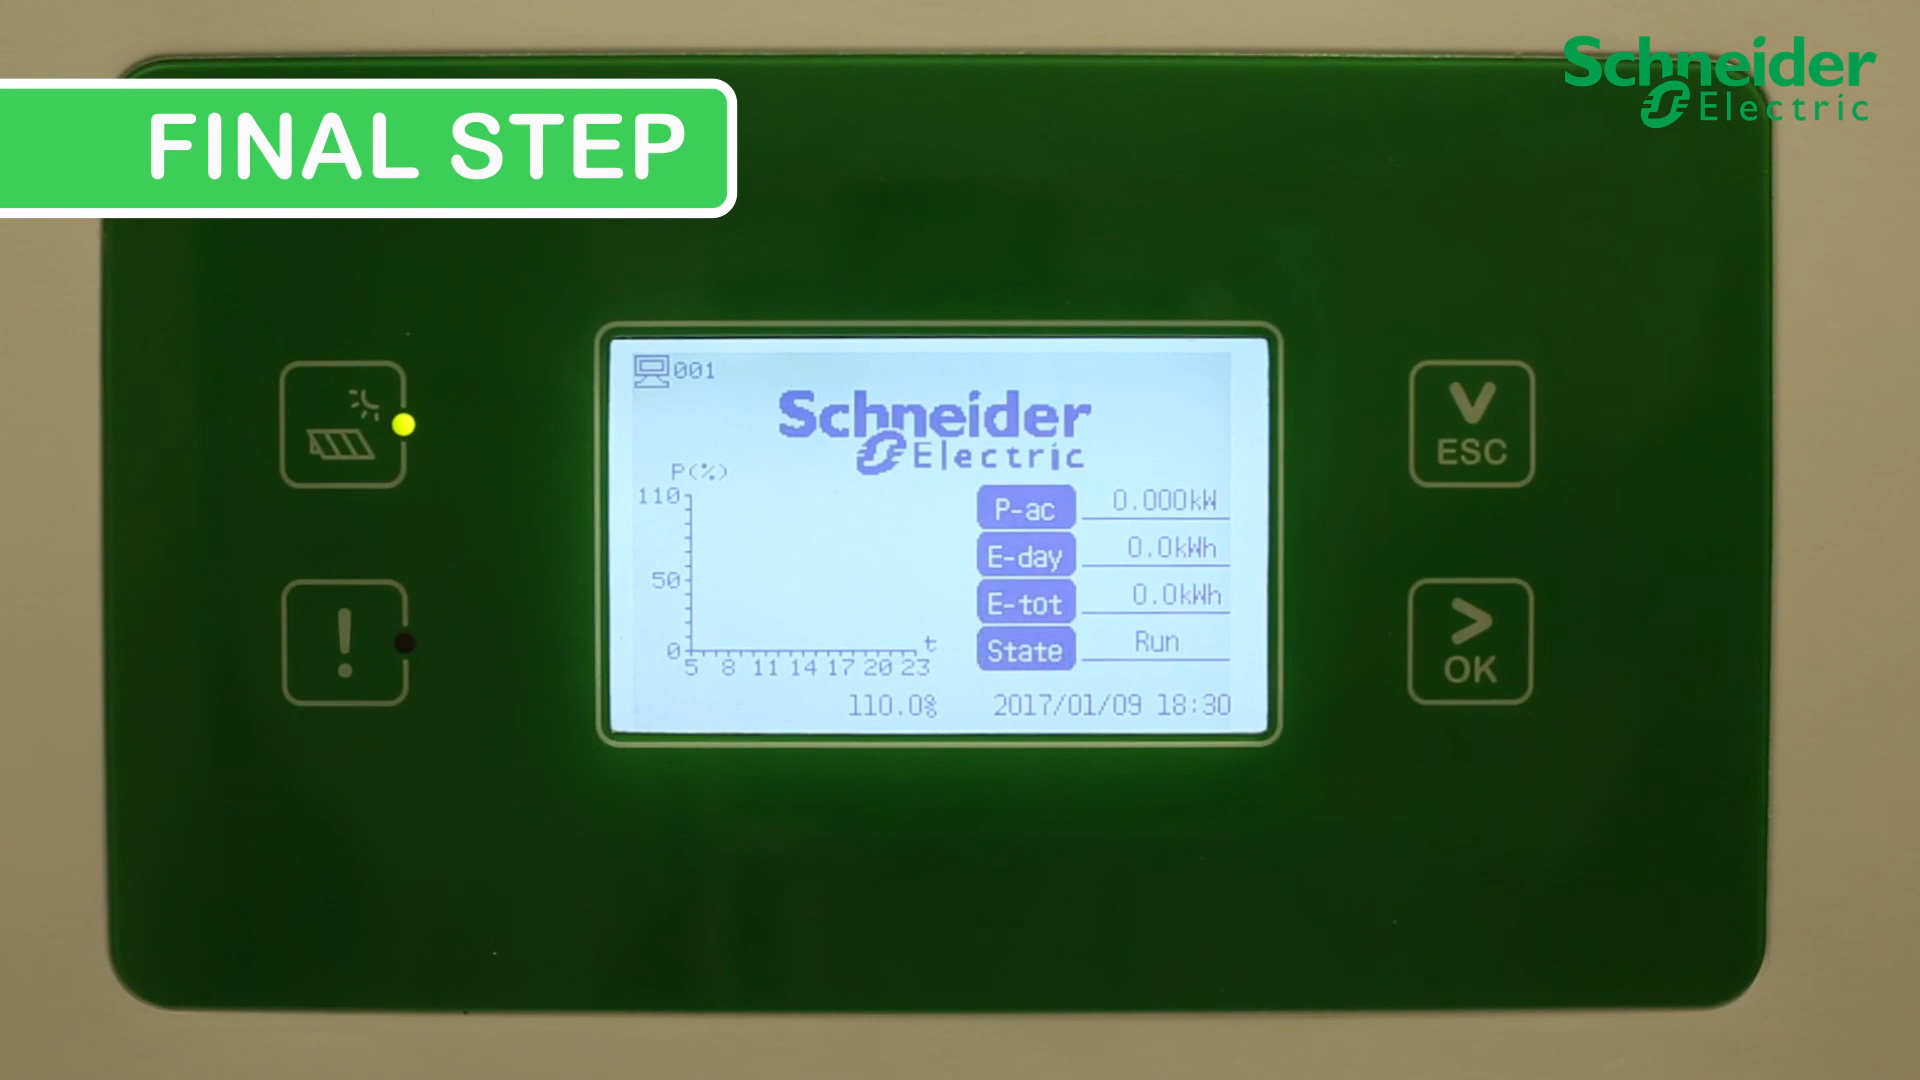 FINAL STEP
Schneider
Electric
001
Schneider
Electric
P(%)
110
50
0
5 8 11 14 17 20 23
t
P-ac 0.000kW
E-day 0.0kWh
E-tot 0.0kWh
State Run
110.0% 2017/01/09 18:30
ESC
OK